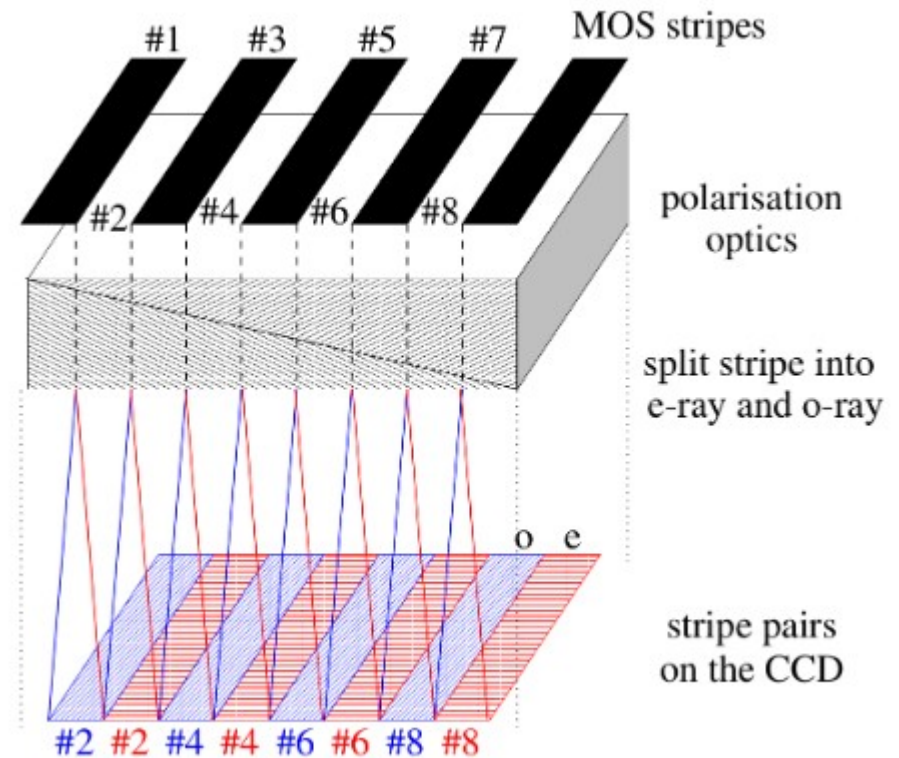 MOS stripes
#1 #3 #5 #7
#2 #4 #6 #8
polarisation
optics
split stripe into
e-ray and o-ray
o e
stripe pairs
on the CCD
#2 #2 #4 #4 #6 #6 #8 #8